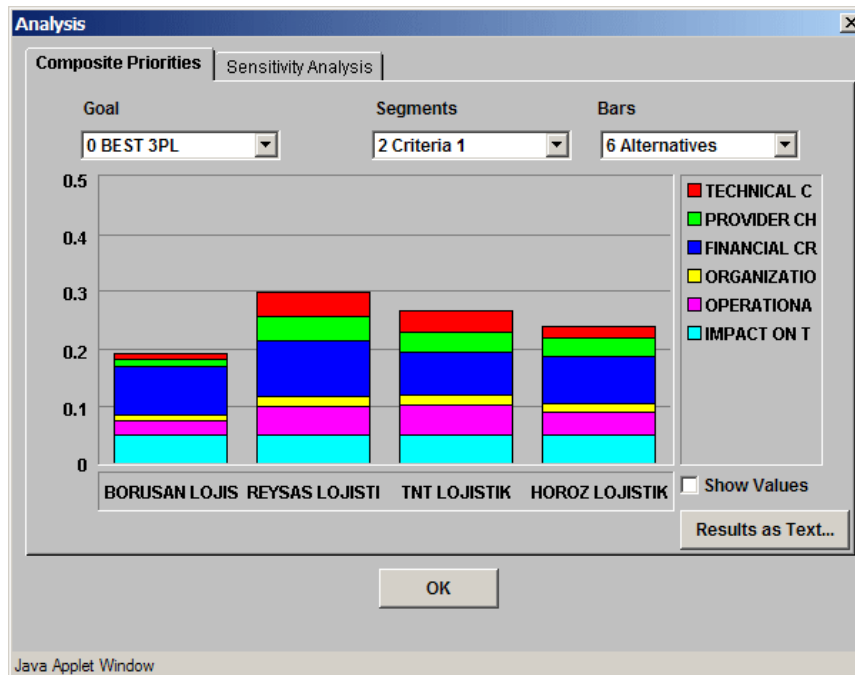 Analysis
Composite Priorities Sensitivity Analysis
Goal Segments Bars
0 BEST 3PL 2 Criteria 1 6 Alternatives
0.5
0.4
0.3
0.2
0.1
0
TECHNICAL C
PROVIDER CH
FINANCIAL CR
ORGANIZATIO
OPERATIONA
IMPACT ON T
BORUSAN LOJIS REYSAS LOJISTI TNT LOJISTIK HOROZ LOJISTIK
Show Values
Results as Text...
OK
Java Applet Window